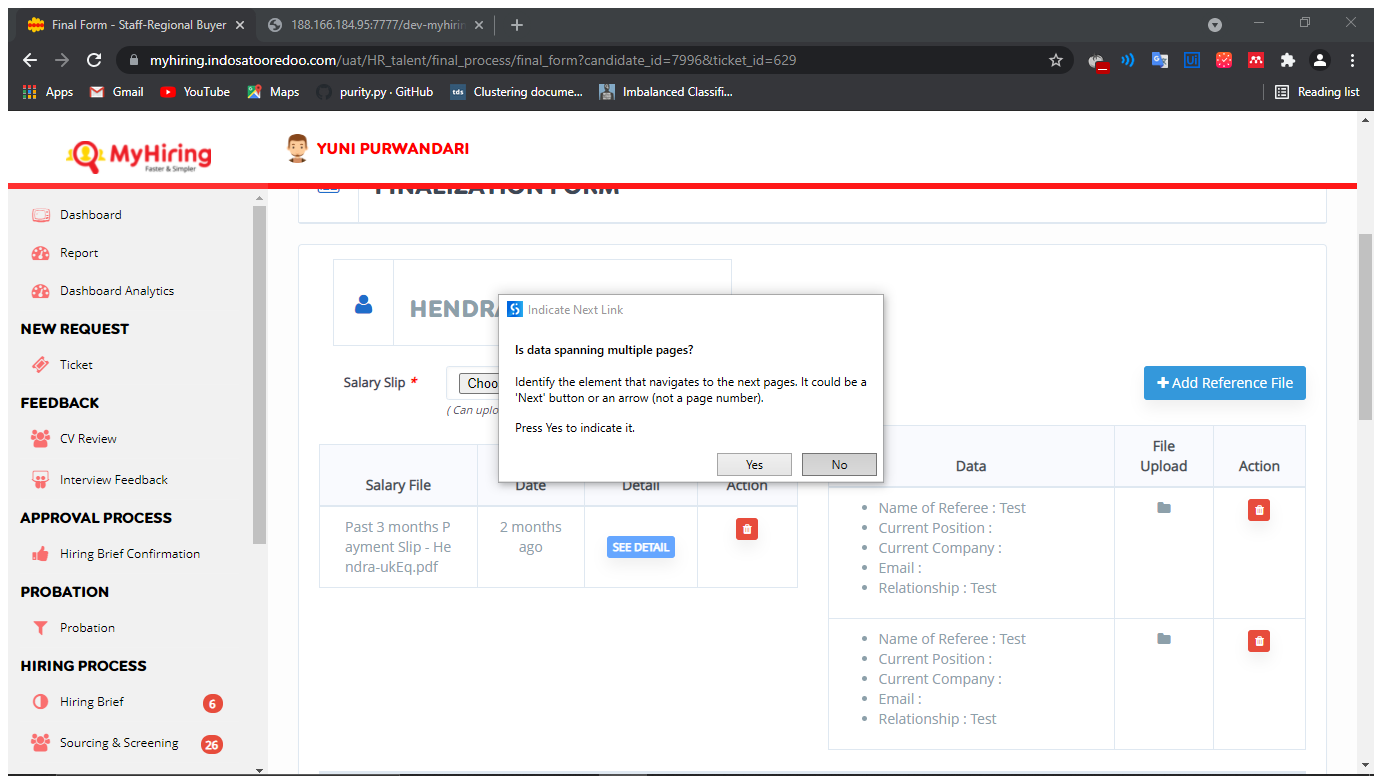 Final Form - Staff-Regional Buyer
188.166.184.95:7777/dev-myhirin
myhiring.indosatooredoo.com/uat/HR_talent/final_process/final_form?candidate_id=7996&ticket_id=629
Apps
Gmail
YouTube
Maps
purity.py · GitHub
tds
Clustering docume...
Imbalanced Classifi...
Reading list
MyHiring
Faster & Simpler
YUNI PURWANDARI
Dashboard
Report
Dashboard Analytics
NEW REQUEST
Ticket
FEEDBACK
CV Review
Interview Feedback
APPROVAL PROCESS
Hiring Brief Confirmation
PROBATION
Probation
HIRING PROCESS
Hiring Brief 6
Sourcing & Screening 26
FINALIZATION FORM
HENDRA
Salary Slip *
Choo
( Can uplo
Indicate Next Link
Is data spanning multiple pages?
Identify the element that navigates to the next pages. It could be a
'Next' button or an arrow (not a page number).
Press Yes to indicate it.
Yes
No
Add Reference File
Salary File Date Detail Action
Past 3 months P
ayment Slip - He
ndra-ukEq.pdf
2 months
ago
SEE DETAIL
Data
File
Upload
Action
Name of Referee : Test
Current Position :
Current Company :
Email :
Relationship : Test
Name of Referee : Test
Current Position :
Current Company :
Email :
Relationship : Test